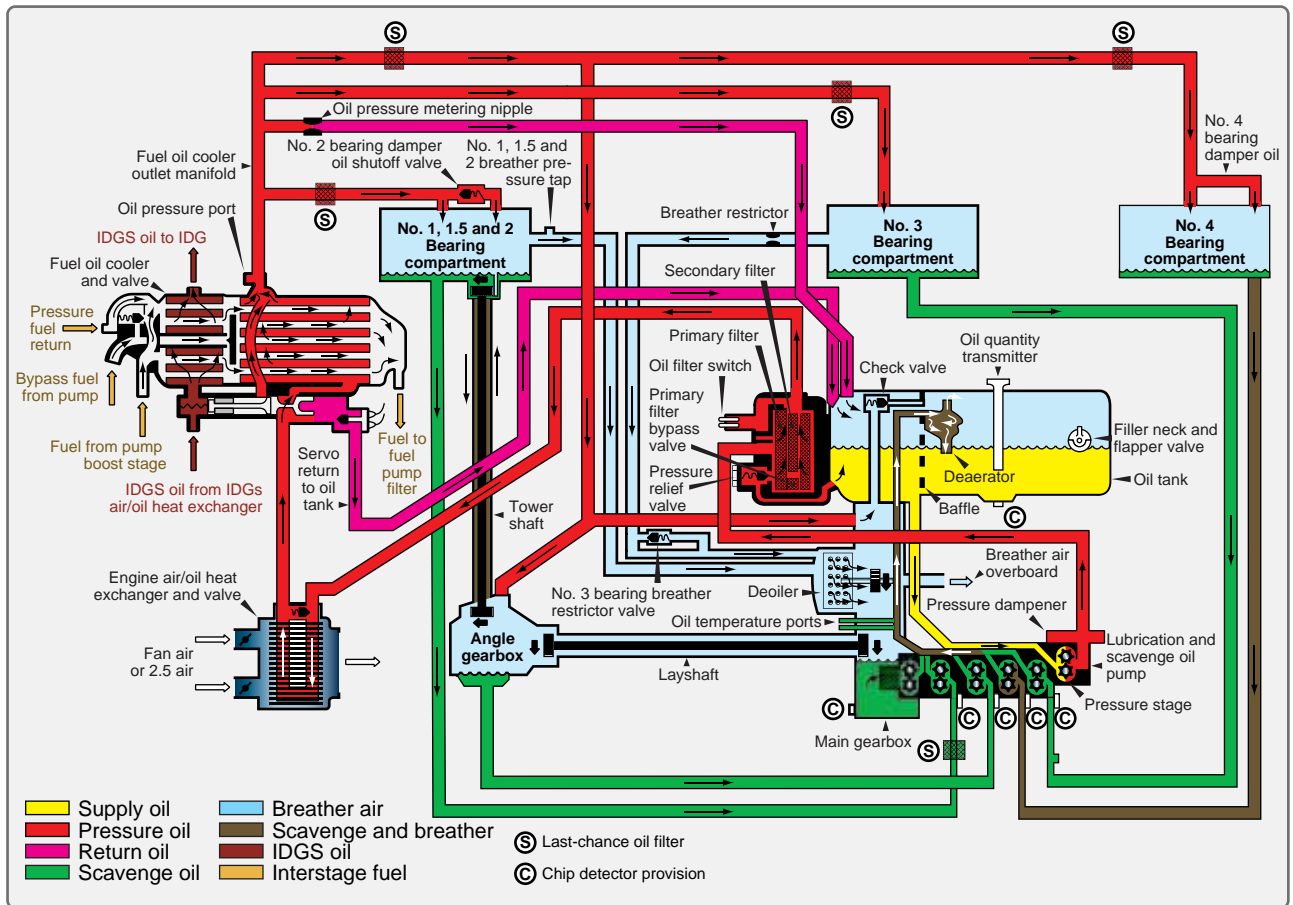 S
S
Oil pressure metering nipple
S
No. 4
bearing
damper oil
Fuel oil cooler
outlet manifold
No. 2 bearing damper
oil shutoff valve
No. 1, 1.5 and
2 breather pre-
ssure tap
S
Oil pressure port
IDGS oil to IDG
Fuel oil cooler
and valve
Pressure
fuel
return
Bypass fuel
from pump
Fuel from pump
boost stage
IDGS oil from IDGs
air/oil heat exchanger
No. 1, 1.5 and 2
Bearing
compartment
Breather restrictor
No. 3
Bearing
compartment
No. 4
Bearing
compartment
Secondary filter
Primary filter
Oil filter switch
Primary
filter
bypass
valve
Pressure
relief
valve
Check valve
Oil quantity
transmitter
Filler neck and
flapper valve
Deaerator
Oil tank
Baffle
C
Servo
return
to oil
tank
Fuel to
fuel
pump
filter
Tower
shaft
Engine air/oil heat
exchanger and valve
Fan air
or 2.5 air
No. 3 bearing breather
restrictor valve
Deoiler
Breather air
overboard
Pressure dampener
Oil temperature ports
Lubrication and
scavenge oil
pump
Angle
gearbox
Layshaft
Pressure stage
C
C
C
C
Main gearbox
S
Supply oil
Pressure oil
Return oil
Scavenge oil
Breather air
Scavenge and breather
IDGS oil
Interstage fuel
S Last-chance oil filter
C Chip detector provision